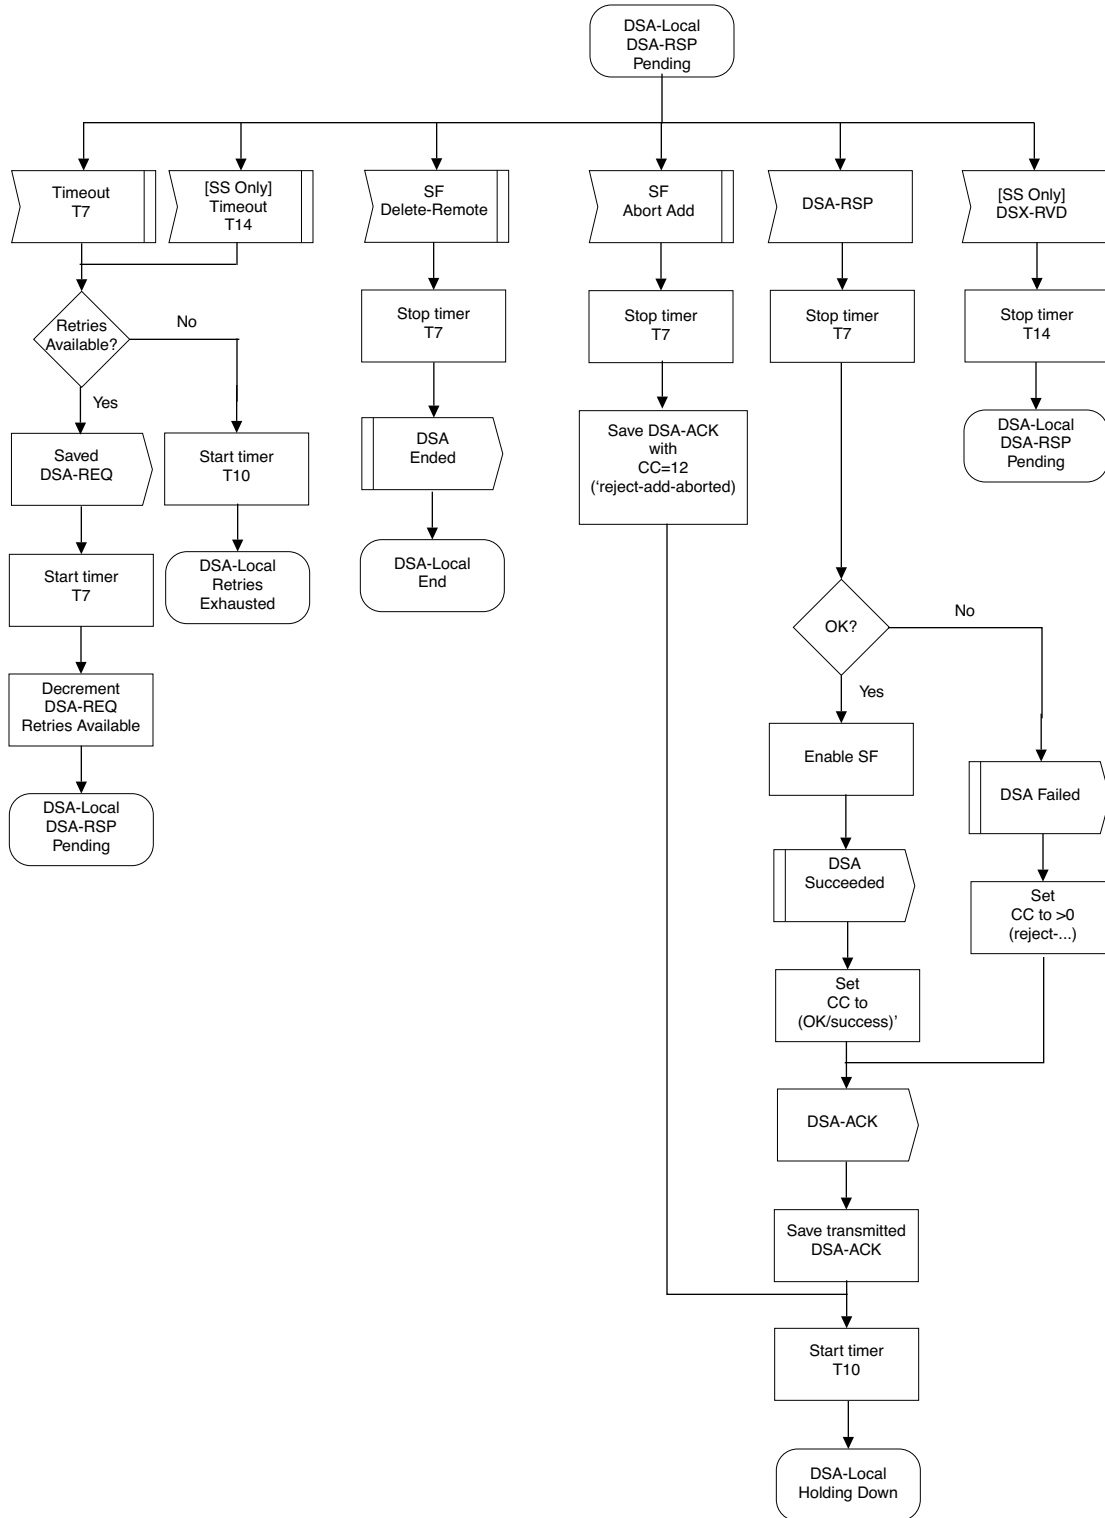 DSA-Local
DSA-RSP
Pending
Timeout
T7
[SS Only]
Timeout
T14
SF
Delete-Remote
SF
Abort Add
DSA-RSP
[SS Only]
DSX-RVD
Retries
Available?
No
Yes
Stop timer
T7
Stop timer
T7
Stop timer
T7
Stop timer
T14
Saved
DSA-REQ
Start timer
T10
DSA
Ended
Save DSA-ACK
with
CC=12
(‘reject-add-aborted)
DSA-Local
DSA-RSP
Pending
Start timer
T7
DSA-Local
Retries
Exhausted
DSA-Local
End
OK?
No
Yes
Decrement
DSA-REQ
Retries Available
Enable SF
DSA Failed
DSA-Local
DSA-RSP
Pending
DSA
Succeeded
Set
CC to >0
(reject-...)
Set
CC to
(OK/success)’
DSA-ACK
Save transmitted
DSA-ACK
Start timer
T10
DSA-Local
Holding Down